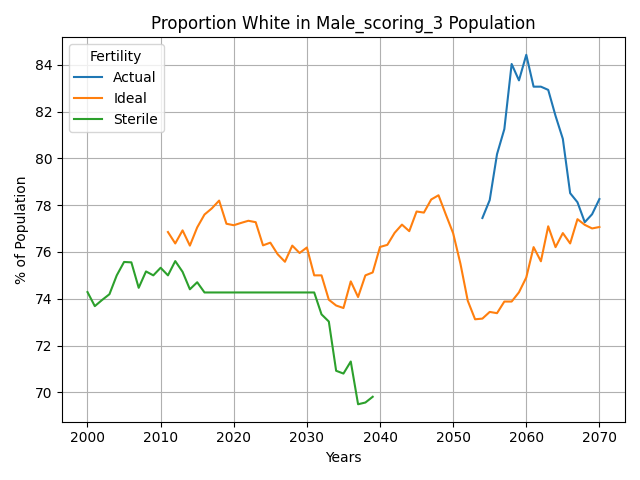 Proportion White in Male_scoring_3 Population
Fertility
Actual
Ideal
Sterile
% of Population
84
82
80
78
76
74
72
70
2000 2010 2020 2030 2040 2050 2060 2070
Years